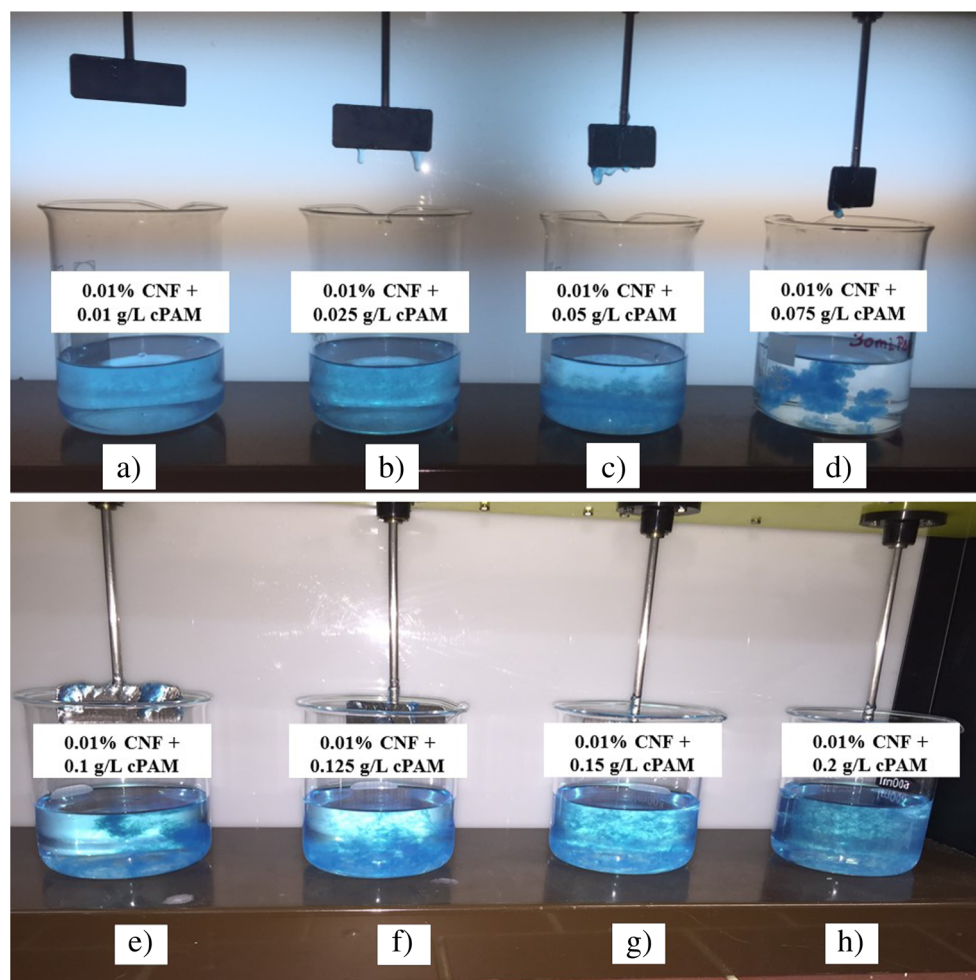 0.01% CNF +
0.01 g/L cPAM
0.01% CNF +
0.025 g/L cPAM
0.01% CNF +
0.05 g/L cPAM
0.01% CNF +
0.075 g/L cPAM
a)
b)
c)
d)
0.01% CNF +
0.1 g/L cPAM
0.01% CNF +
0.125 g/L cPAM
0.01% CNF +
0.15 g/L cPAM
0.01% CNF +
0.2 g/L cPAM
e)
f)
g)
h)